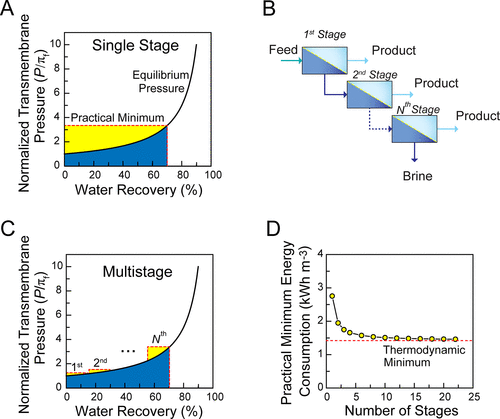 A
Normalized Transmembrane
Pressure (P/πf)
10
8
6
4
2
0
Single Stage
Equilibrium
Pressure
Practical Minimum
0 20 40 60 80 100
Water Recovery (%)
B
1st Stage
Feed
Product
2nd Stage
Product
Nth Stage
Product
Brine
C
Normalized Transmembrane
Pressure (P/πf)
10
8
6
4
2
0
Multistage
1st
2nd
...
Nth
0 20 40 60 80 100
Water Recovery (%)
D
Practical Minimum Energy
Consumption (kWh m-3)
4
3
2
1
0
Thermodynamic
Minimum
0 5 10 15 20 25
Number of Stages